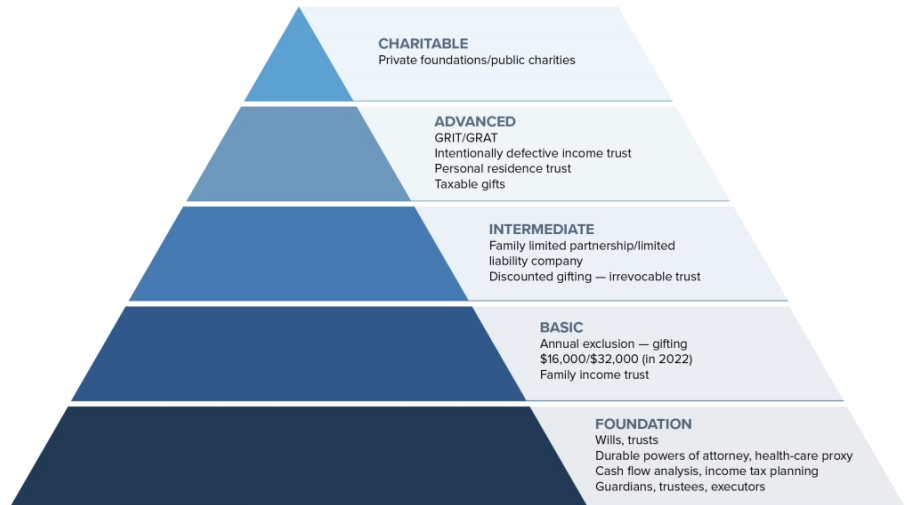 CHARITABLE
Private foundations/public charities
ADVANCED
GRIT/GRAT
Intentionally defective income trust
Personal residence trust
Taxable gifts
INTERMEDIATE
Family limited partnership/limited
liability company
Discounted gifting — irrevocable trust
BASIC
Annual exclusion — gifting
$16,000/$32,000 (in 2022)
Family income trust
FOUNDATION
Wills, trusts
Durable powers of attorney, health-care proxy
Cash flow analysis, income tax planning
Guardians, trustees, executors